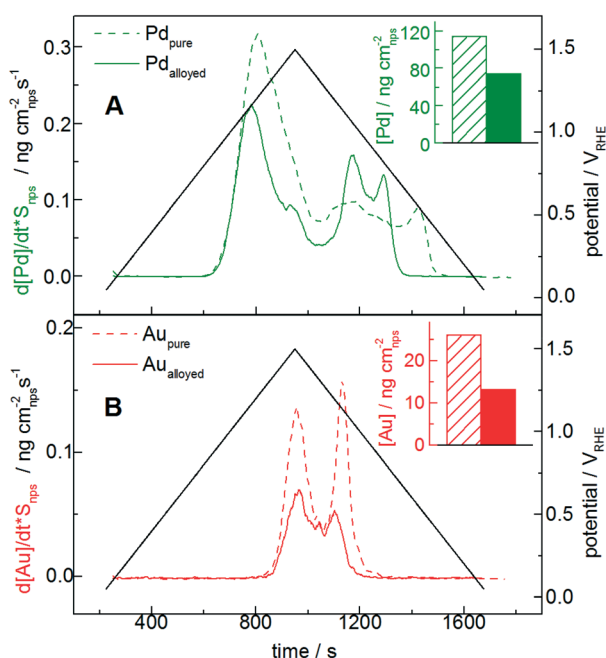 A
Pd_pure
Pd_alloyed
d[Pd]/dt*S_nps / ng cm⁻²_nps s⁻¹
0.3
0.2
0.1
0.0
[Pd] / ng cm⁻²_nps
120
80
40
0
potential / V_RHE
1.5
1.0
0.5
0.0
B
Au_pure
Au_alloyed
d[Au]/dt*S_nps / ng cm⁻²_nps s⁻¹
0.2
0.1
0.0
[Au] / ng cm⁻²_nps
20
10
0
potential / V_RHE
1.5
1.0
0.5
0.0
400 800 1200 1600
time / s